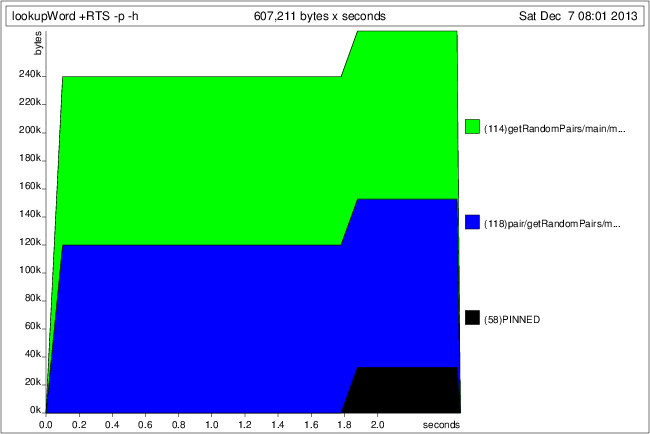 lookupWord +RTS -p -h 607,211 bytes x seconds Sat Dec 7 08:01 2013
bytes
240k
220k
200k
180k
160k
140k
120k
100k
80k
60k
40k
20k
0k
(114)getRandomPairs/main/m...
(118)pair/getRandomPairs/m...
(58)PINNED
0.0 0.2 0.4 0.6 0.8 1.0 1.2 1.4 1.6 1.8 2.0 seconds